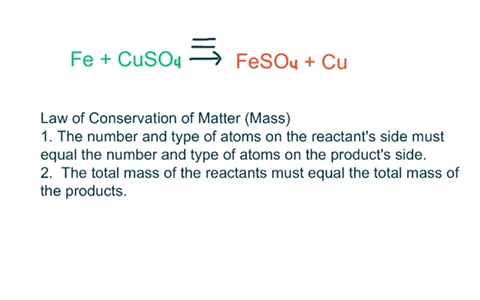 Fe + CuSO4 => FeSO4 + Cu
Law of Conservation of Matter (Mass)
1. The number and type of atoms on the reactant's side must
equal the number and type of atoms on the product's side.
2. The total mass of the reactants must equal the total mass of
the products.